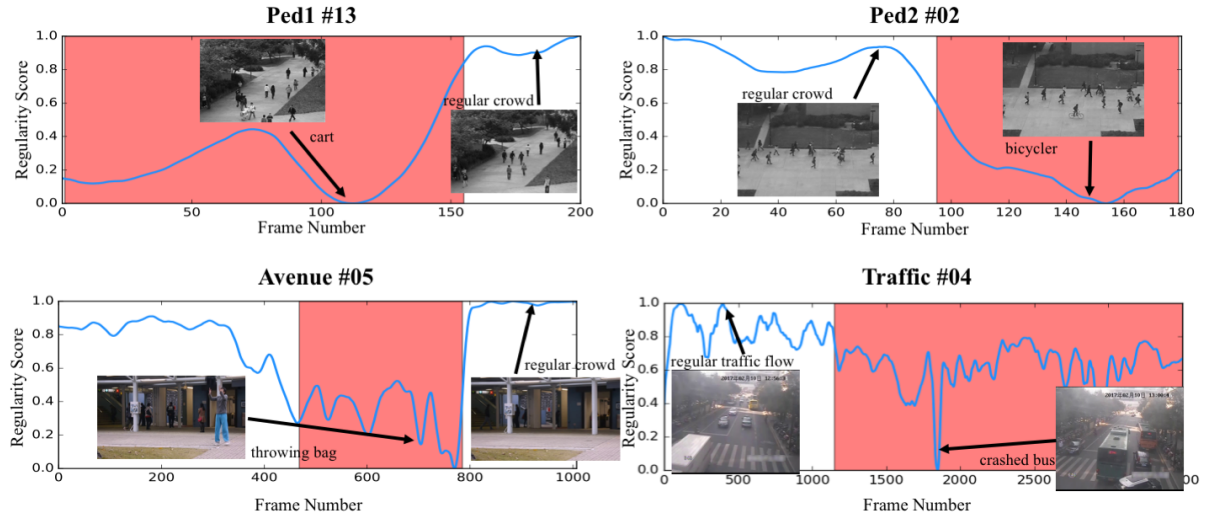 Ped1 #13
1.0
0.8
0.6
0.4
0.2
0.0
Regularity Score
cart
regular crowd
0
50
100
150
200
Frame Number
Ped2 #02
1.0
0.8
0.6
0.4
0.2
0.0
Regularity Score
regular crowd
bicycler
0
20
40
60
80
100
120
140
160
180
Frame Number
Avenue #05
1.0
0.8
0.6
0.4
0.2
0.0
Regularity Score
throwing bag
regular crowd
0
200
400
600
800
1000
Frame Number
Traffic #04
1.0
0.8
0.6
0.4
0.2
0.0
Regularity Score
regular traffic flow
crashed bus
0
500
1000
1500
2000
2500
Frame Number